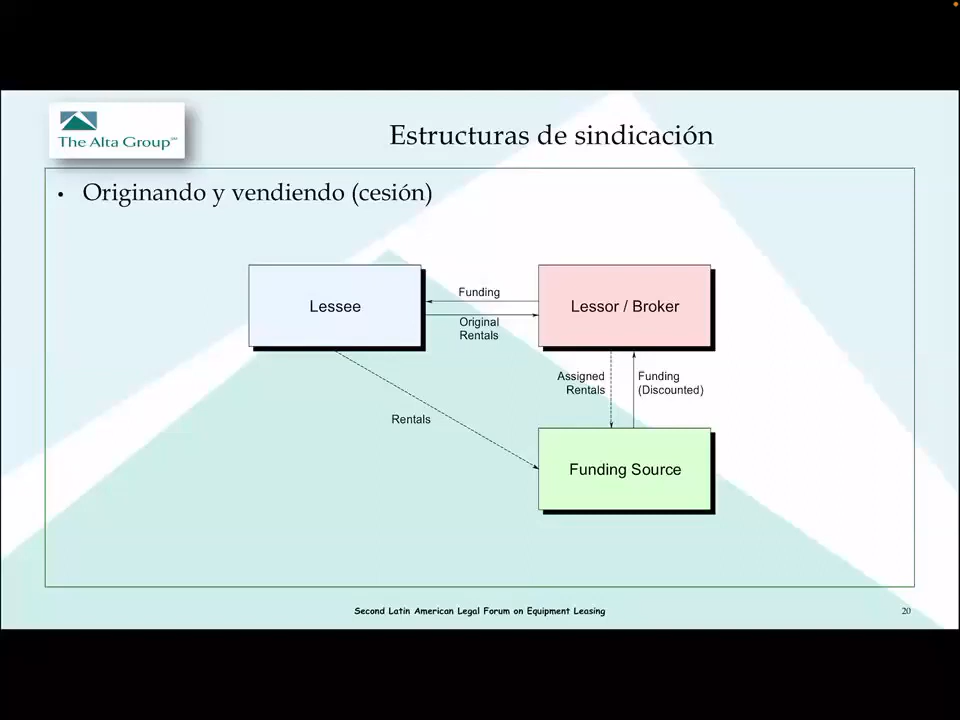 The Alta Group℠
Estructuras de sindicación
• Originando y vendiendo (cesión)
Lessee
Funding
Original
Rentals
Lessor / Broker
Assigned
Rentals
Funding
(Discounted)
Rentals
Funding Source
Second Latin American Legal Forum on Equipment Leasing
20